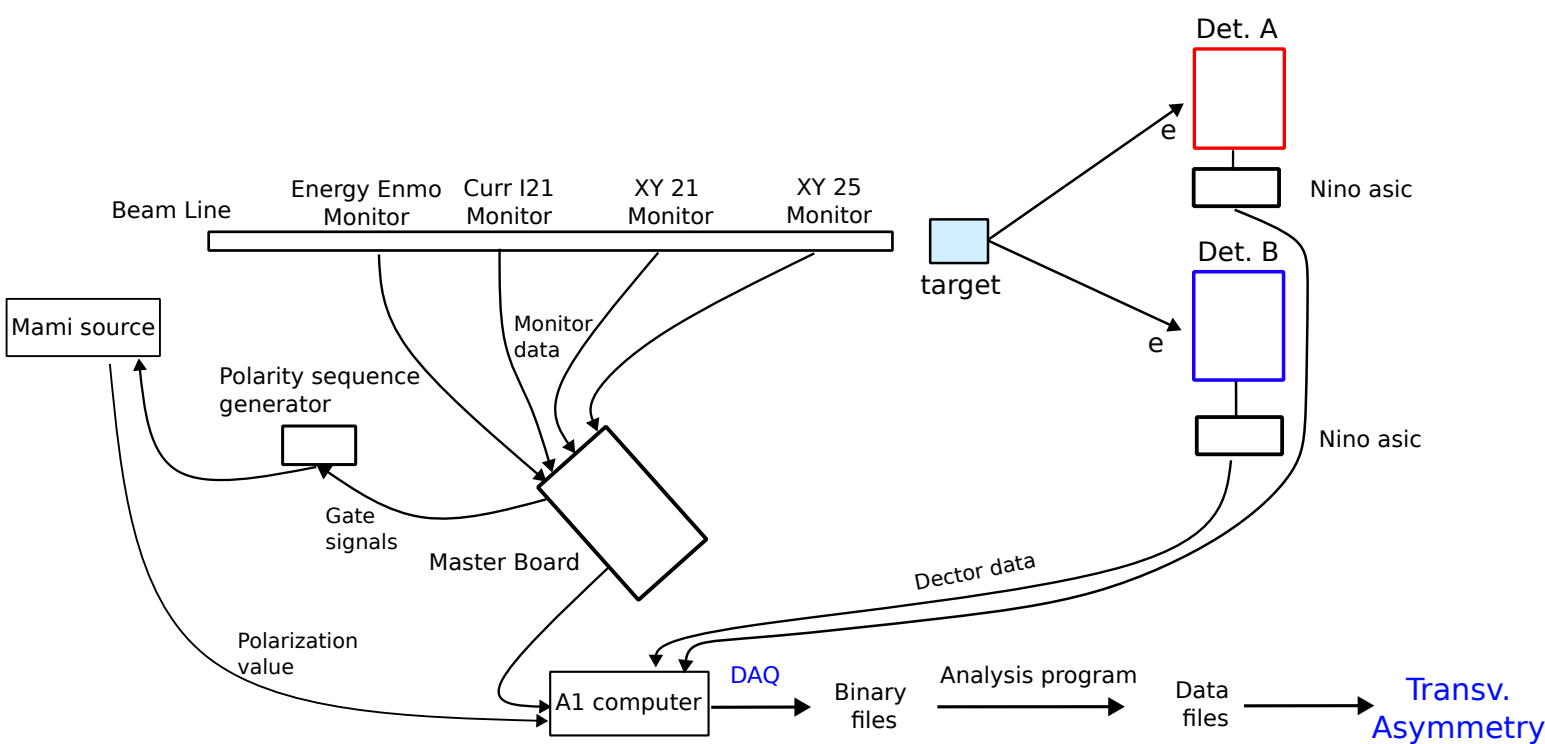 Det. A
e
Nino asic
Energy Enmo
Monitor
Curr I21
Monitor
XY 21
Monitor
XY 25
Monitor
Beam Line
target
Det. B
e
Nino asic
Mami source
Monitor
data
Polarity sequence
generator
Gate
signals
Master Board
Dector data
Polarization
value
A1 computer
DAQ
Binary
files
Analysis program
Data
files
Transv.
Asymmetry